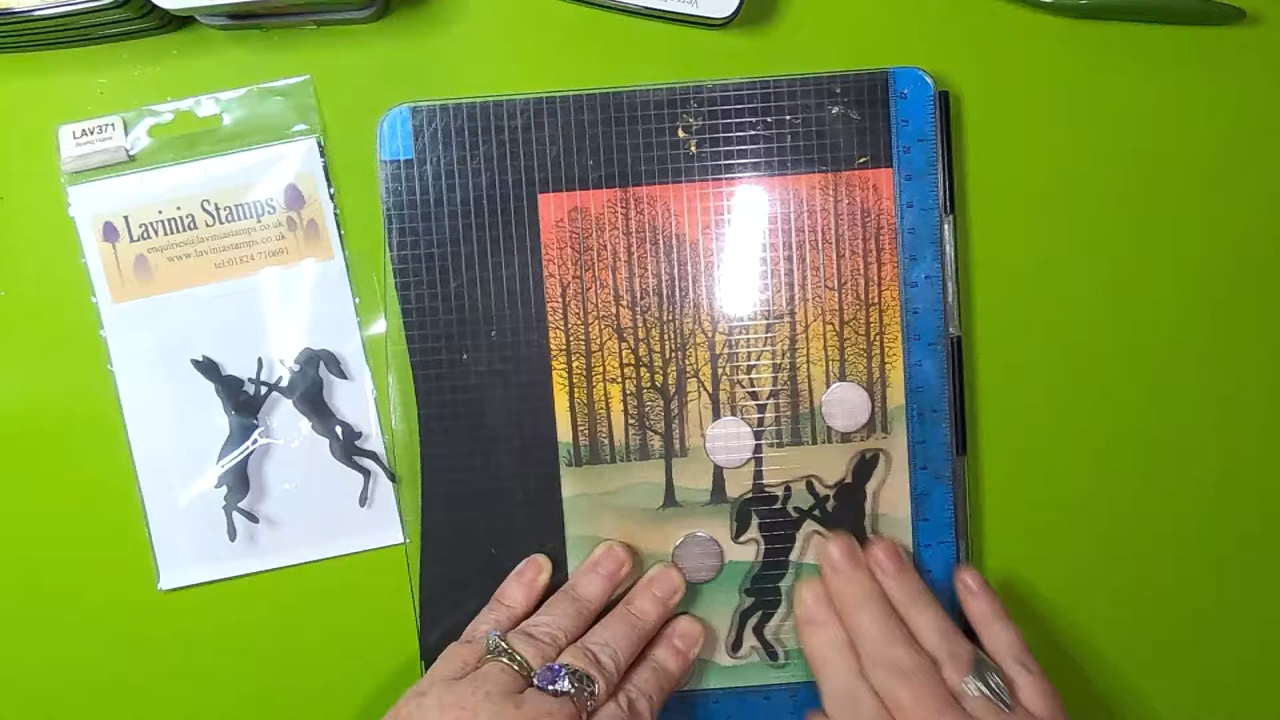 LAV371
Lavinia Stamps
enquiries@laviniastamps.co.uk
www.laviniastamps.co.uk
tel:01824 710691